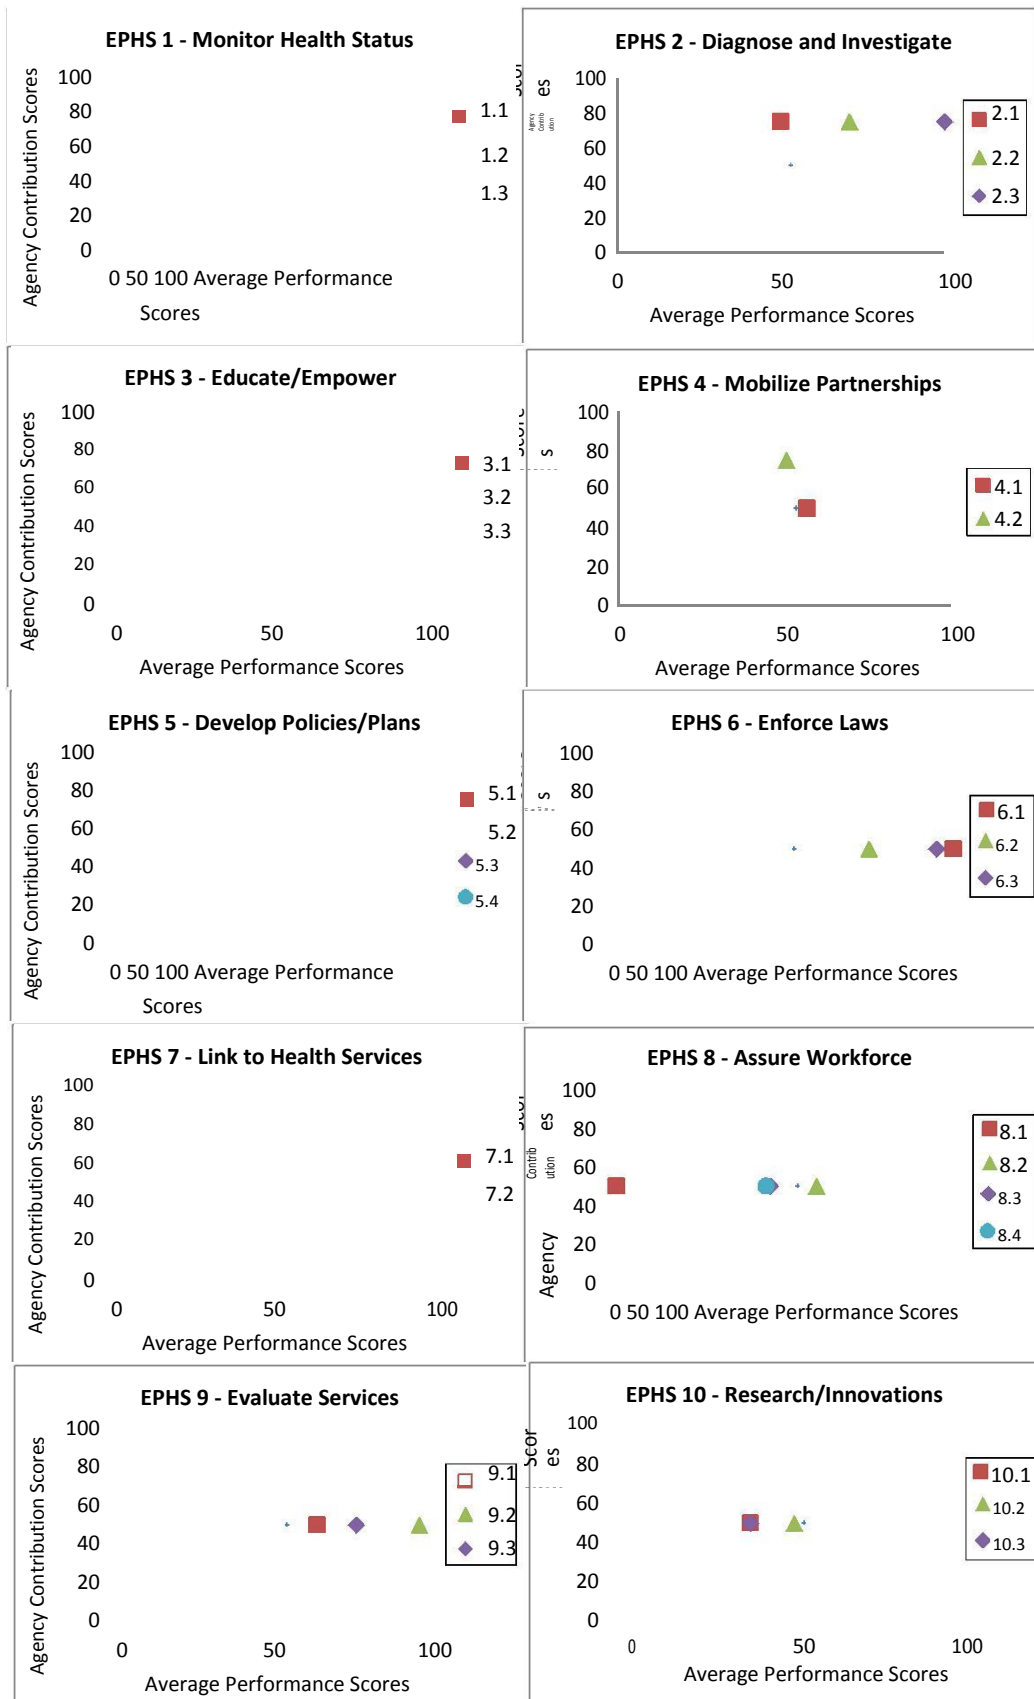 EPHS 1 - Monitor Health Status
Agency Contribution Scores
100
80
60
40
20
0
1.1
1.2
1.3
0 50 100 Average Performance
Scores
EPHS 2 - Diagnose and Investigate
Scor
es
Agency
Contrib
ution
100
80
60
40
20
0
0
50
100
Average Performance Scores
2.1
2.2
2.3
EPHS 3 - Educate/Empower
Agency Contribution Scores
100
80
60
40
20
0
3.1
3.2
3.3
0
50
100
Average Performance Scores
EPHS 4 - Mobilize Partnerships
Score
s
100
80
60
40
20
0
0
50
100
Average Performance Scores
4.1
4.2
EPHS 5 - Develop Policies/Plans
Agency Contribution Scores
100
80
60
40
20
0
5.1
5.2
5.3
5.4
0 50 100 Average Performance
Scores
EPHS 6 - Enforce Laws
s
100
80
60
40
20
0
0 50 100 Average Performance Scores
6.1
6.2
6.3
EPHS 7 - Link to Health Services
Agency Contribution Scores
100
80
60
40
20
0
7.1
7.2
0
50
100
Average Performance Scores
EPHS 8 - Assure Workforce
Scor
es
Contrib
ution
Agency
100
80
60
40
20
0
0 50 100 Average Performance Scores
8.1
8.2
8.3
8.4
EPHS 9 - Evaluate Services
Agency Contribution Scores
100
80
60
40
20
0
0
50
100
Average Performance Scores
9.1
9.2
9.3
EPHS 10 - Research/Innovations
Scor
es
100
80
60
40
20
0
0
50
100
Average Performance Scores
10.1
10.2
10.3